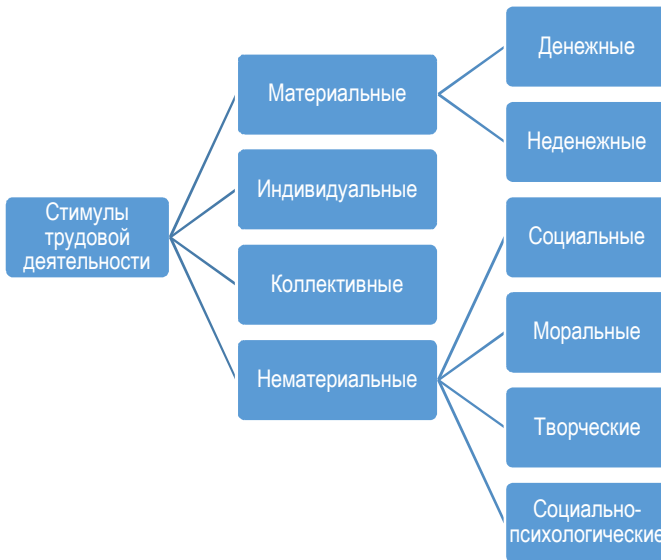 Стимулы
трудовой
деятельности
Материальные
Индивидуальные
Коллективные
Нематериальные
Денежные
Неденежные
Социальные
Моральные
Творческие
Социально-
психологические